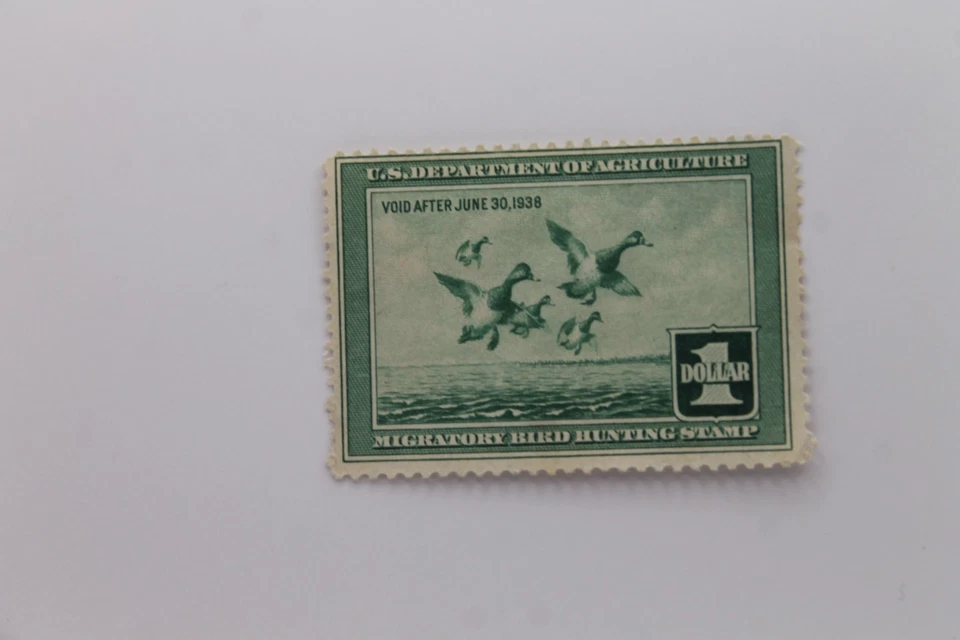 U.S. DEPARTMENT OF AGRICULTURE
VOID AFTER JUNE 30, 1938
1
DOLLAR
MIGRATORY BIRD HUNTING STAMP